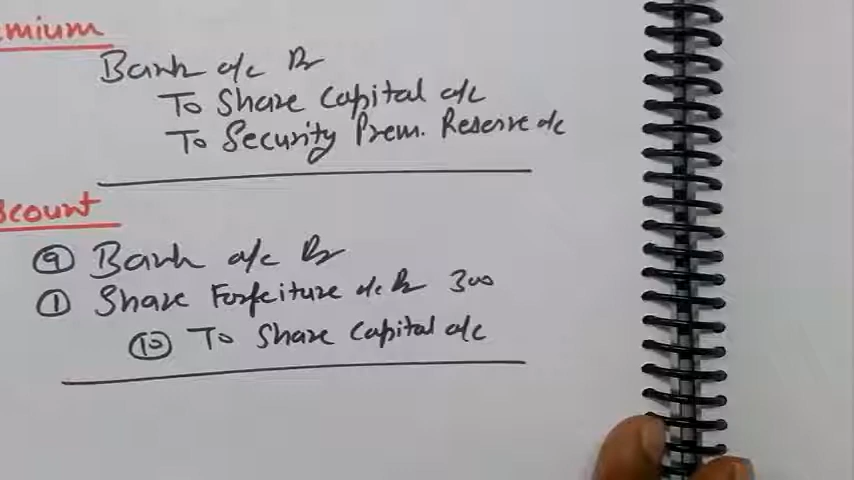 emium
Bank a/c Dr
To Share Capital a/c
To Security Prem. Reserve a/c
scount
9 Bank a/c Dr
1 Share Forfeiture a/c Dr 300
10 To Share Capital a/c